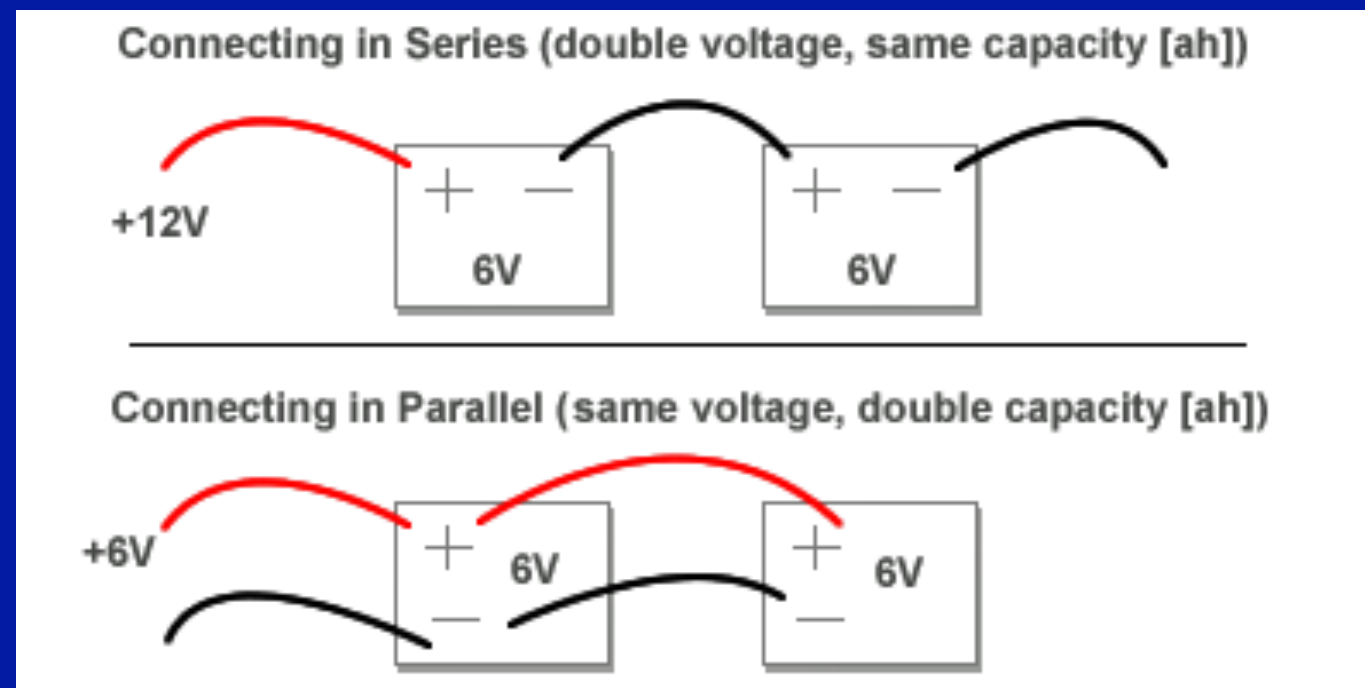 Connecting in Series (double voltage, same capacity [ah])
+ − + −
+12V
6V 6V
Connecting in Parallel (same voltage, double capacity [ah])
+ +
+6V 6V 6V
− −